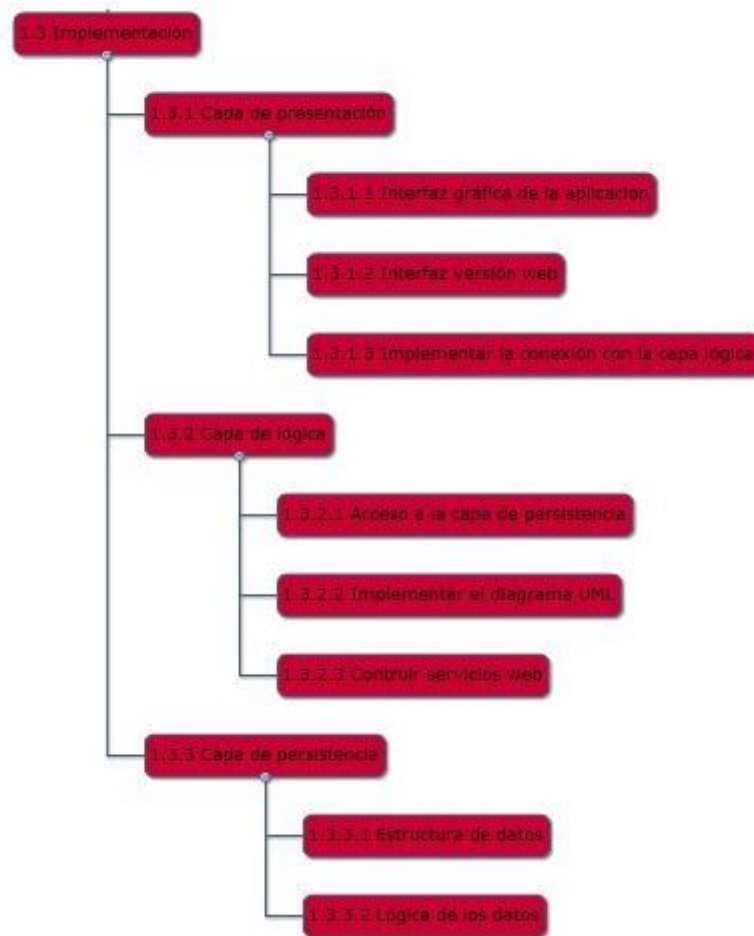 1.3 Implementación
1.3.1 Capa de presentación
1.3.1.1 Interfaz gráfica de la aplicación
1.3.1.2 Interfaz versión web
1.3.1.3 Implementar la conexión con la capa lógica
1.3.2 Capa de lógica
1.3.2.1 Acceso a la capa de persistencia
1.3.2.2 Implementar el diagrama UML
1.3.2.3 Contruir servicios web
1.3.3 Capa de persistencia
1.3.3.1 Estructura de datos
1.3.3.2 Lógica de los datos